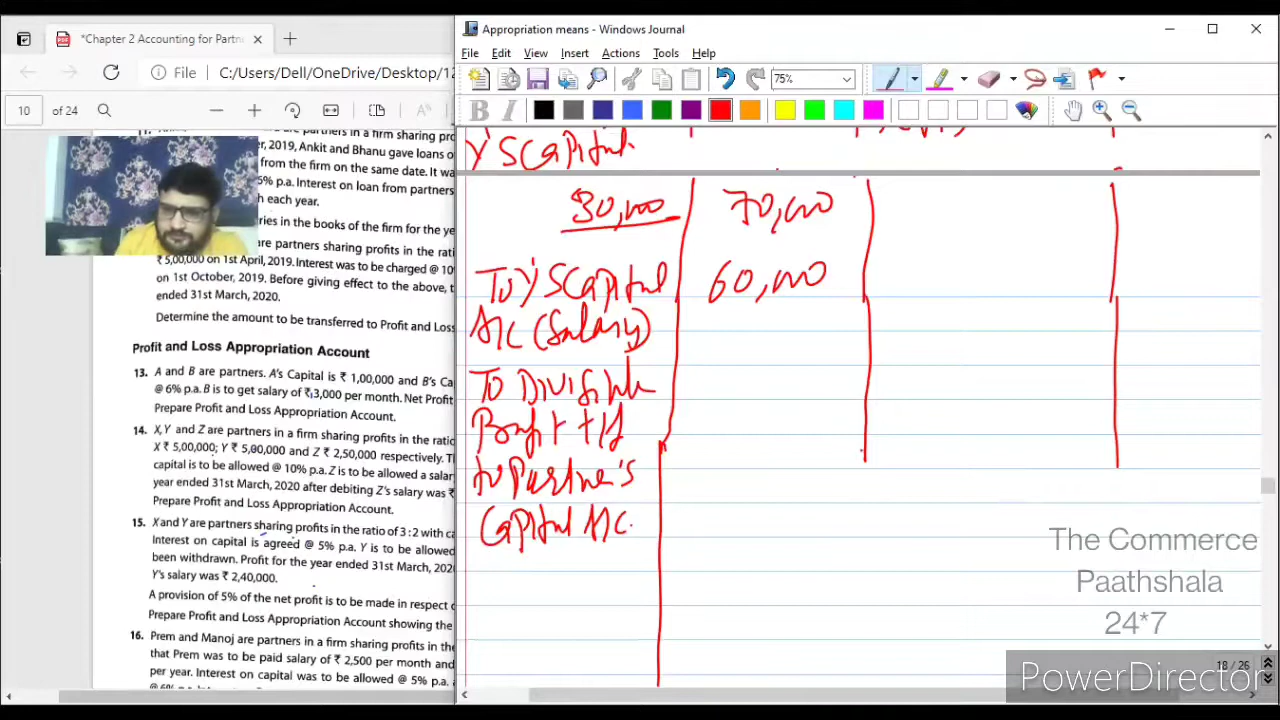 *Chapter 2 Accounting for Partn
Appropriation means - Windows Journal
File Edit View Insert Actions Tools Help
File C:/Users/Dell/OneDrive/Desktop/12
75%
10 of 24
are partners in a firm sharing pro
r, 2019, Ankit and Bhanu gave loans o
from the firm on the same date. It wa
5% p.a. Interest on loan from partners
h each year.
ries in the books of the firm for the ye
are partners sharing profits in the rati
₹ 5,00,000 on 1st April, 2019. Interest was to be charged @ 10
on 1st October, 2019. Before giving effect to the above, t
ended 31st March, 2020.
Determine the amount to be transferred to Profit and Loss
Profit and Loss Appropriation Account
13. A and B are partners. A's Capital is ₹ 1,00,000 and B's Ca
@ 6% p.a. B is to get salary of ₹ 3,000 per month. Net Profit
Prepare Profit and Loss Appropriation Account.
14. X, Y and Z are partners in a firm sharing profits in the ratio
X ₹ 5,00,000; Y ₹ 5,00,000 and Z ₹ 2,50,000 respectively. T
capital is to be allowed @ 10% p.a. Z is to be allowed a salar
year ended 31st March, 2020 after debiting Z's salary was ₹
Prepare Profit and Loss Appropriation Account.
15. X and Y are partners sharing profits in the ratio of 3 : 2 with ca
Interest on capital is agreed @ 5% p.a. Y is to be allowed
been withdrawn. Profit for the year ended 31st March, 202
Y's salary was ₹ 2,40,000.
A provision of 5% of the net profit is to be made in respect o
Prepare Profit and Loss Appropriation Account showing the
16. Prem and Manoj are partners in a firm sharing profits in the
that Prem was to be paid salary of ₹ 2,500 per month and
per year. Interest on capital was to be allowed @ 5% p.a. a
Y'S Capital
30,000 70,000
To Y'S Capital 60,000
A/c (Salary)
To Divisible
Profit t/f
to Partner's
Capital A/c.
The Commerce
Paathshala
24*7
18 / 26
PowerDirector